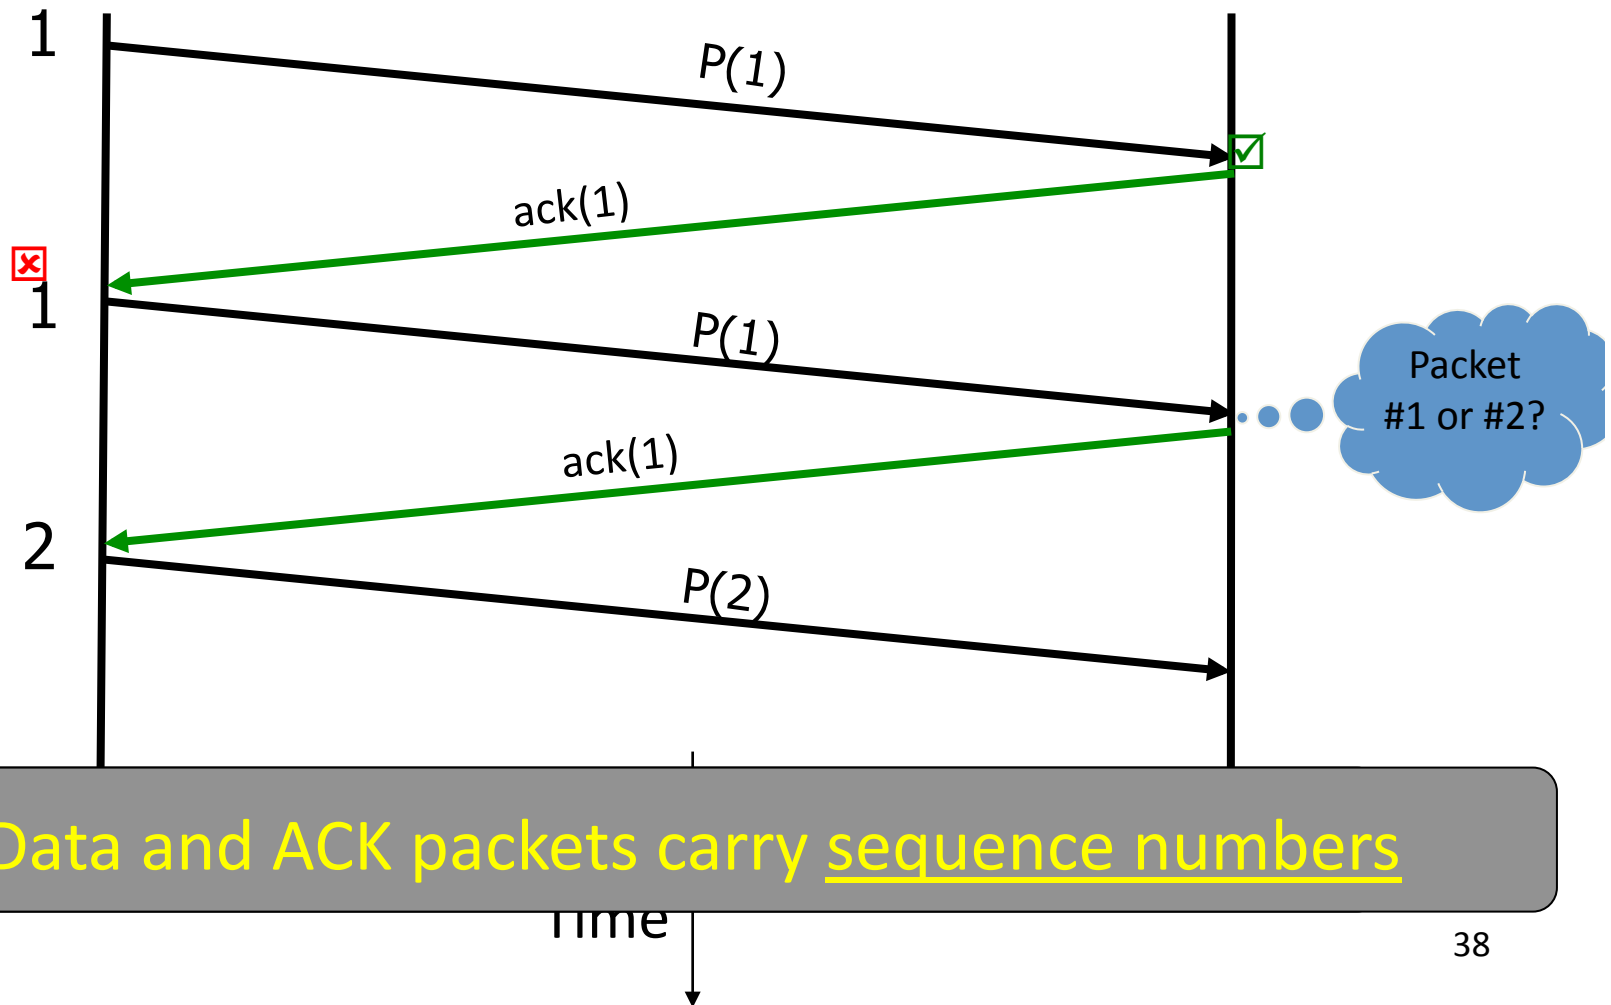 1
P(1)
ack(1)
1
P(1)
Packet
#1 or #2?
ack(1)
2
P(2)
Data and ACK packets carry sequence numbers
Time
38